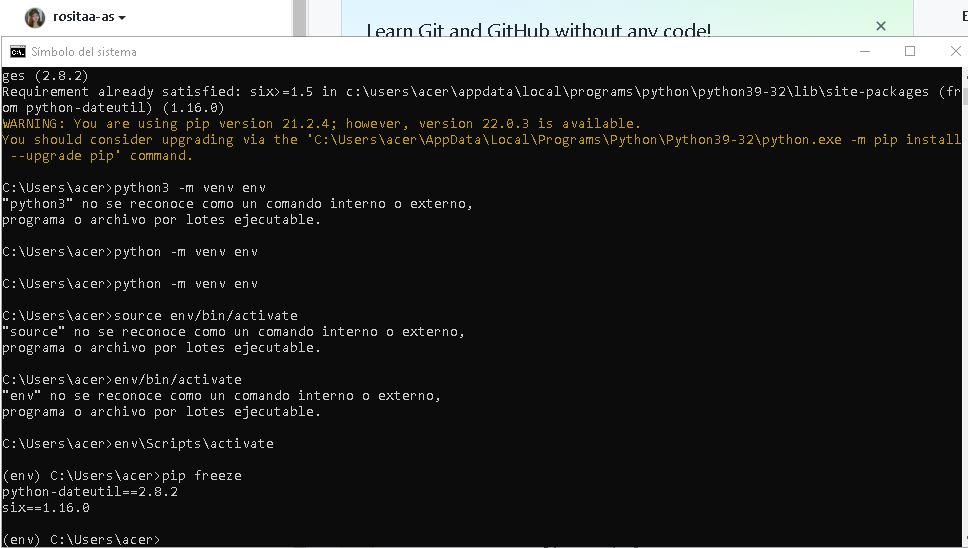 rositaa-as
Learn Git and GitHub without any code!
E
Símbolo del sistema
ges (2.8.2)
Requirement already satisfied: six>=1.5 in c:\users\acer\appdata\local\programs\python\python39-32\lib\site-packages (fr
om python-dateutil) (1.16.0)
WARNING: You are using pip version 21.2.4; however, version 22.0.3 is available.
You should consider upgrading via the 'C:\Users\acer\AppData\Local\Programs\Python\Python39-32\python.exe -m pip install
 --upgrade pip' command.
C:\Users\acer>python3 -m venv env
"python3" no se reconoce como un comando interno o externo,
programa o archivo por lotes ejecutable.
C:\Users\acer>python -m venv env
C:\Users\acer>python -m venv env
C:\Users\acer>source env/bin/activate
"source" no se reconoce como un comando interno o externo,
programa o archivo por lotes ejecutable.
C:\Users\acer>env/bin/activate
"env" no se reconoce como un comando interno o externo,
programa o archivo por lotes ejecutable.
C:\Users\acer>env\Scripts\activate
(env) C:\Users\acer>pip freeze
python-dateutil==2.8.2
six==1.16.0
(env) C:\Users\acer>